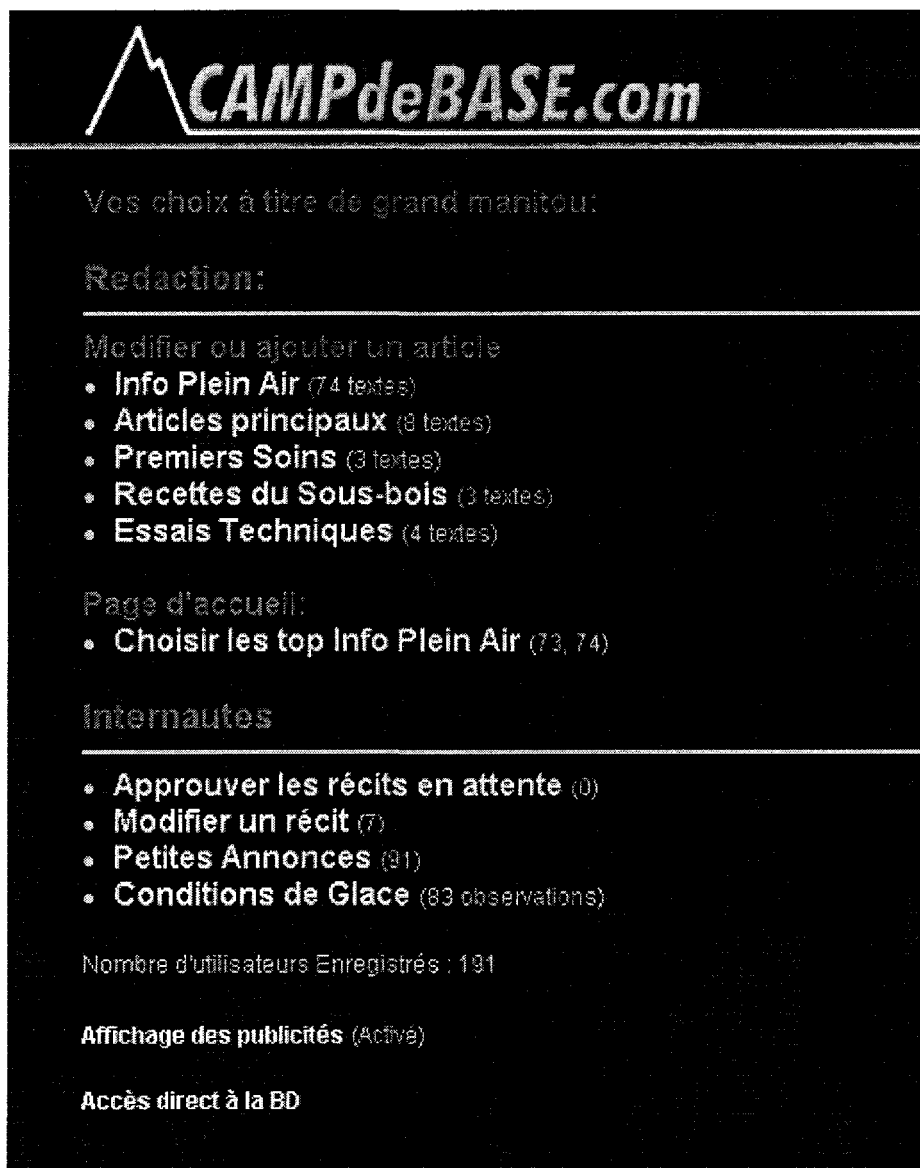 CAMPdeBASE.com
Vos choix à titre de grand manitou:
Redaction:
Modifier ou ajouter un article
• Info Plein Air (74 textes)
• Articles principaux (8 textes)
• Premiers Soins (3 textes)
• Recettes du Sous-bois (3 textes)
• Essais Techniques (4 textes)
Page d'accueil:
• Choisir les top Info Plein Air (73, 74)
Internautes
• Approuver les récits en attente (0)
• Modifier un récit (7)
• Petites Annonces (91)
• Conditions de Glace (83 observations)
Nombre d'utilisateurs Enregistrés : 191
Affichage des publicités (Activé)
Accès direct à la BD